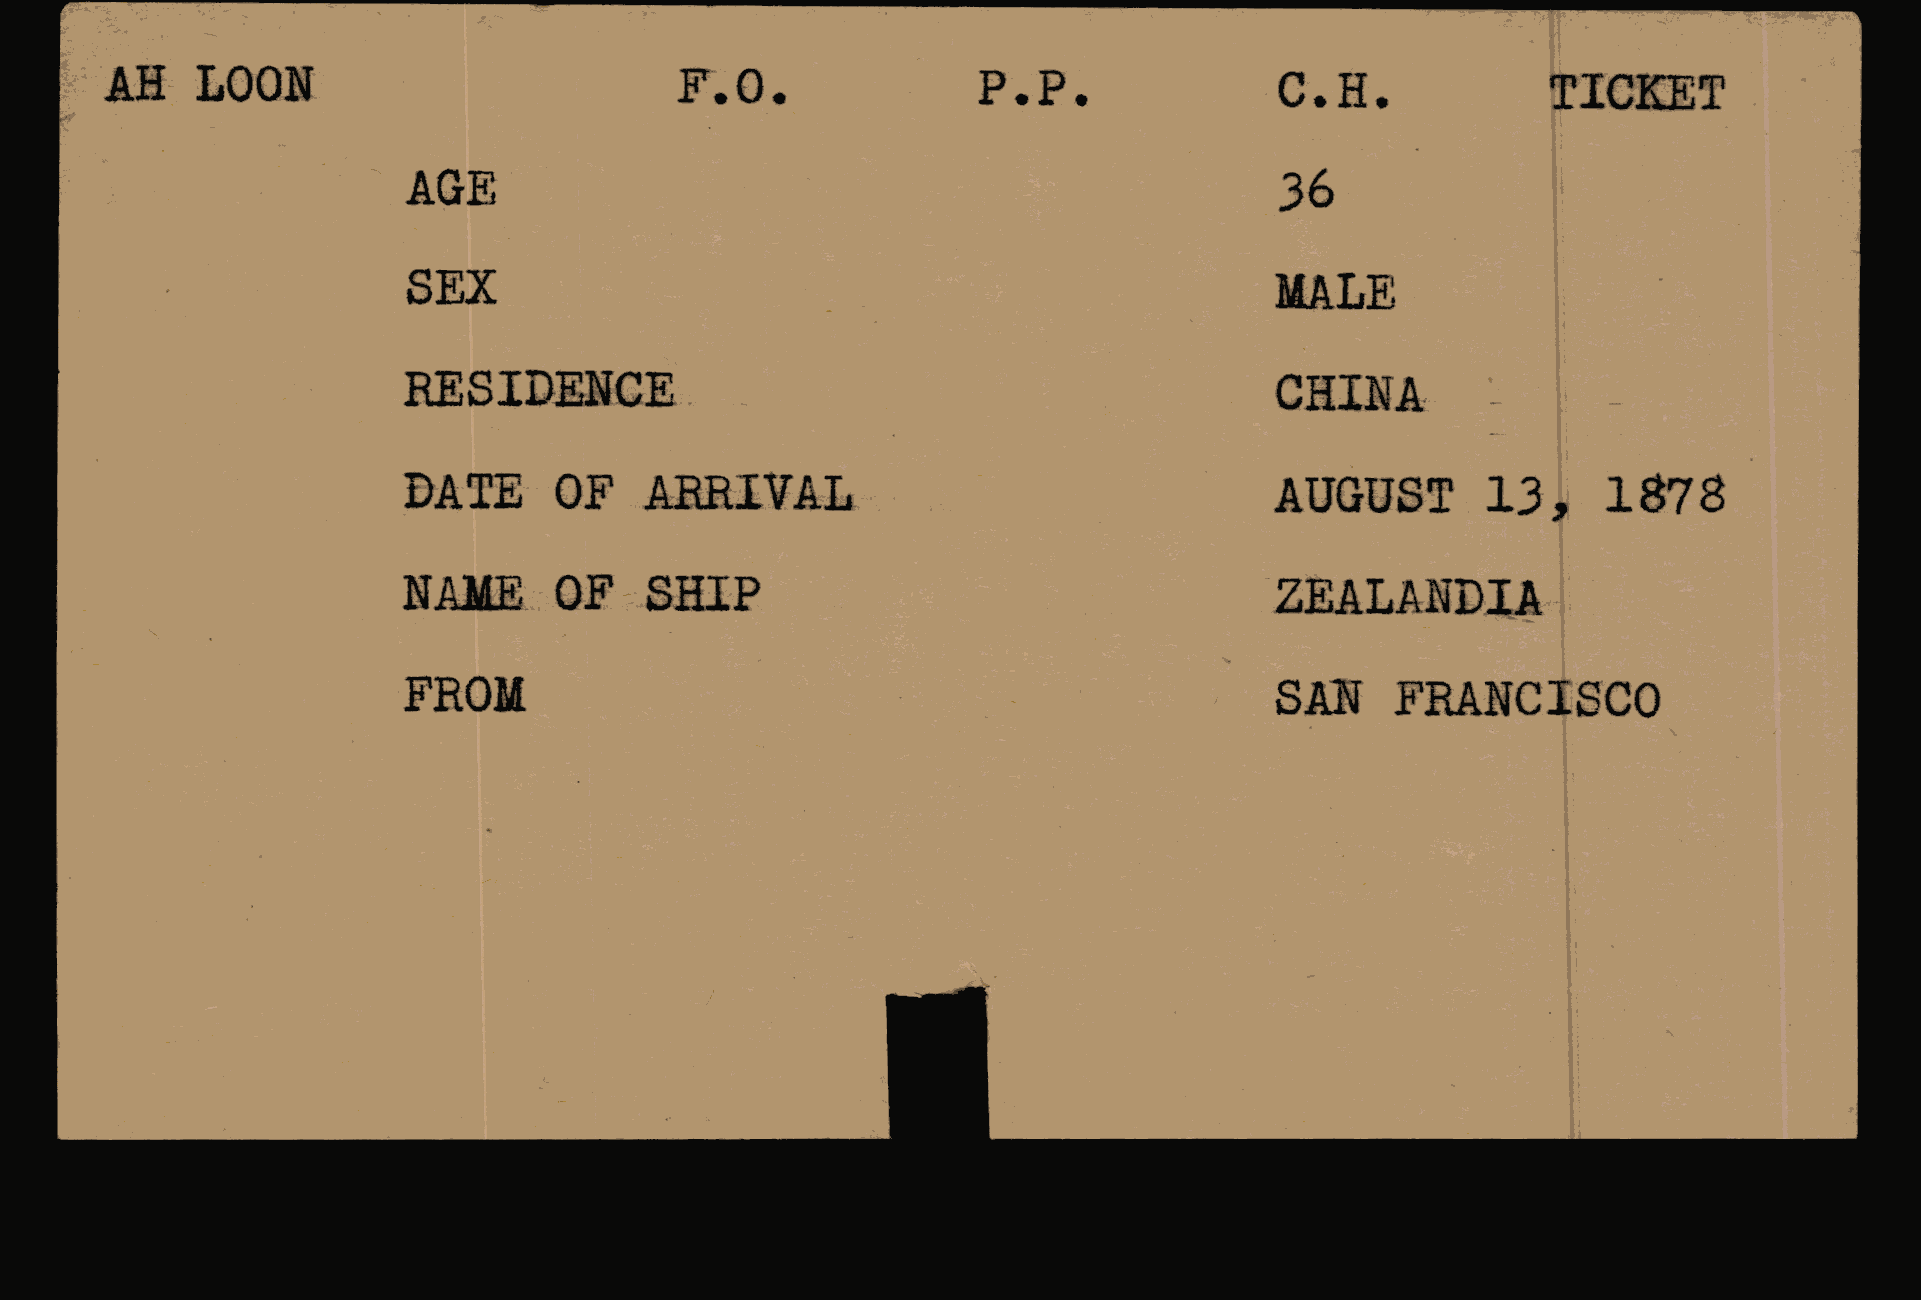 AH LOON F.O. P.P. C.H. TICKET
AGE 36
SEX MALE
RESIDENCE CHINA
DATE OF ARRIVAL AUGUST 13, 1878
NAME OF SHIP ZEALANDIA
FROM SAN FRANCISCO